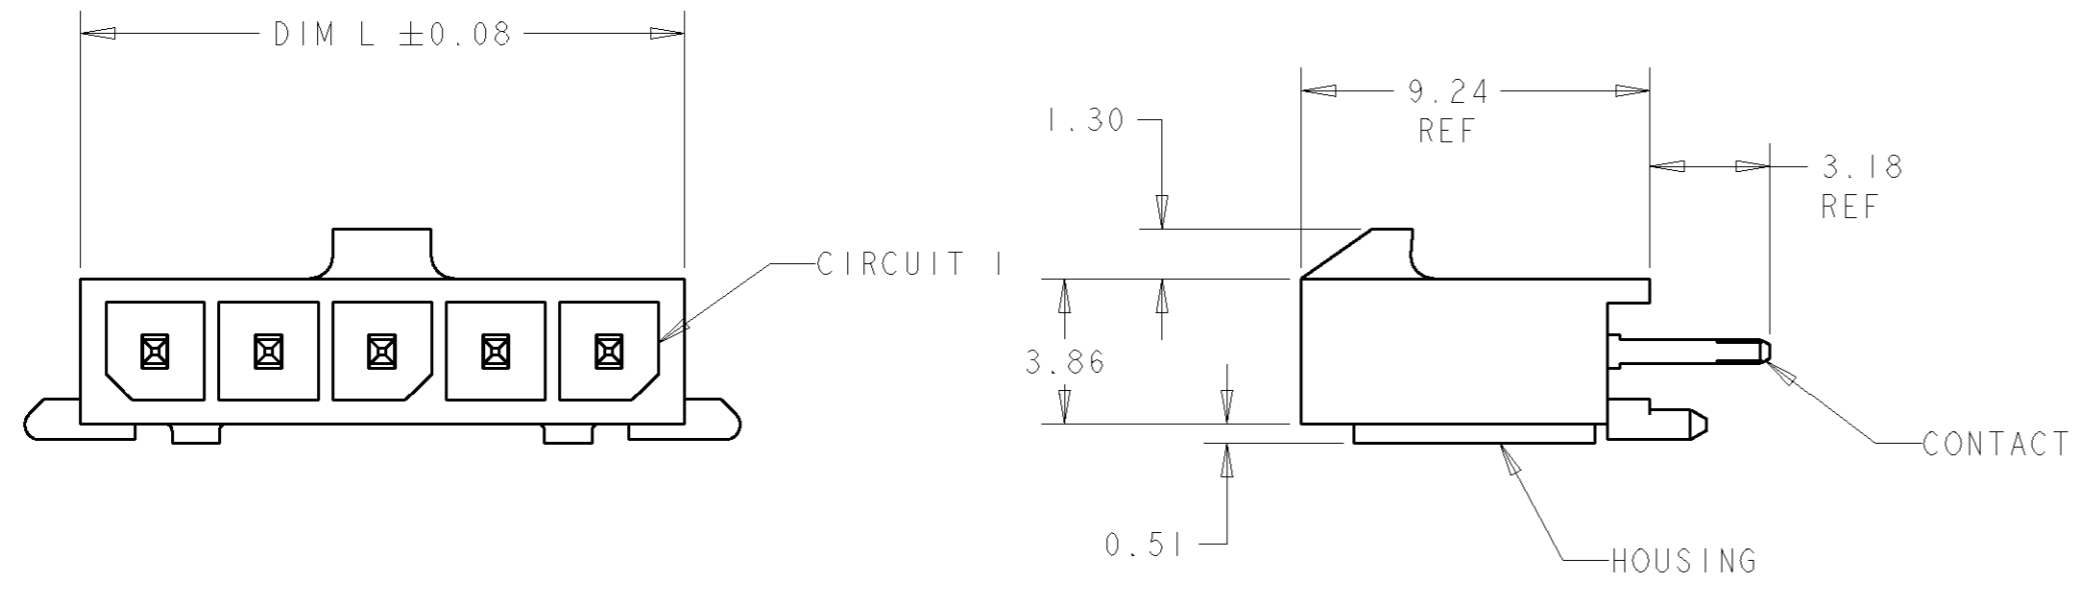 DIM L ±0.08
CIRCUIT 1
1.30
9.24
REF
3.18
REF
3.86
0.51
CONTACT
HOUSING